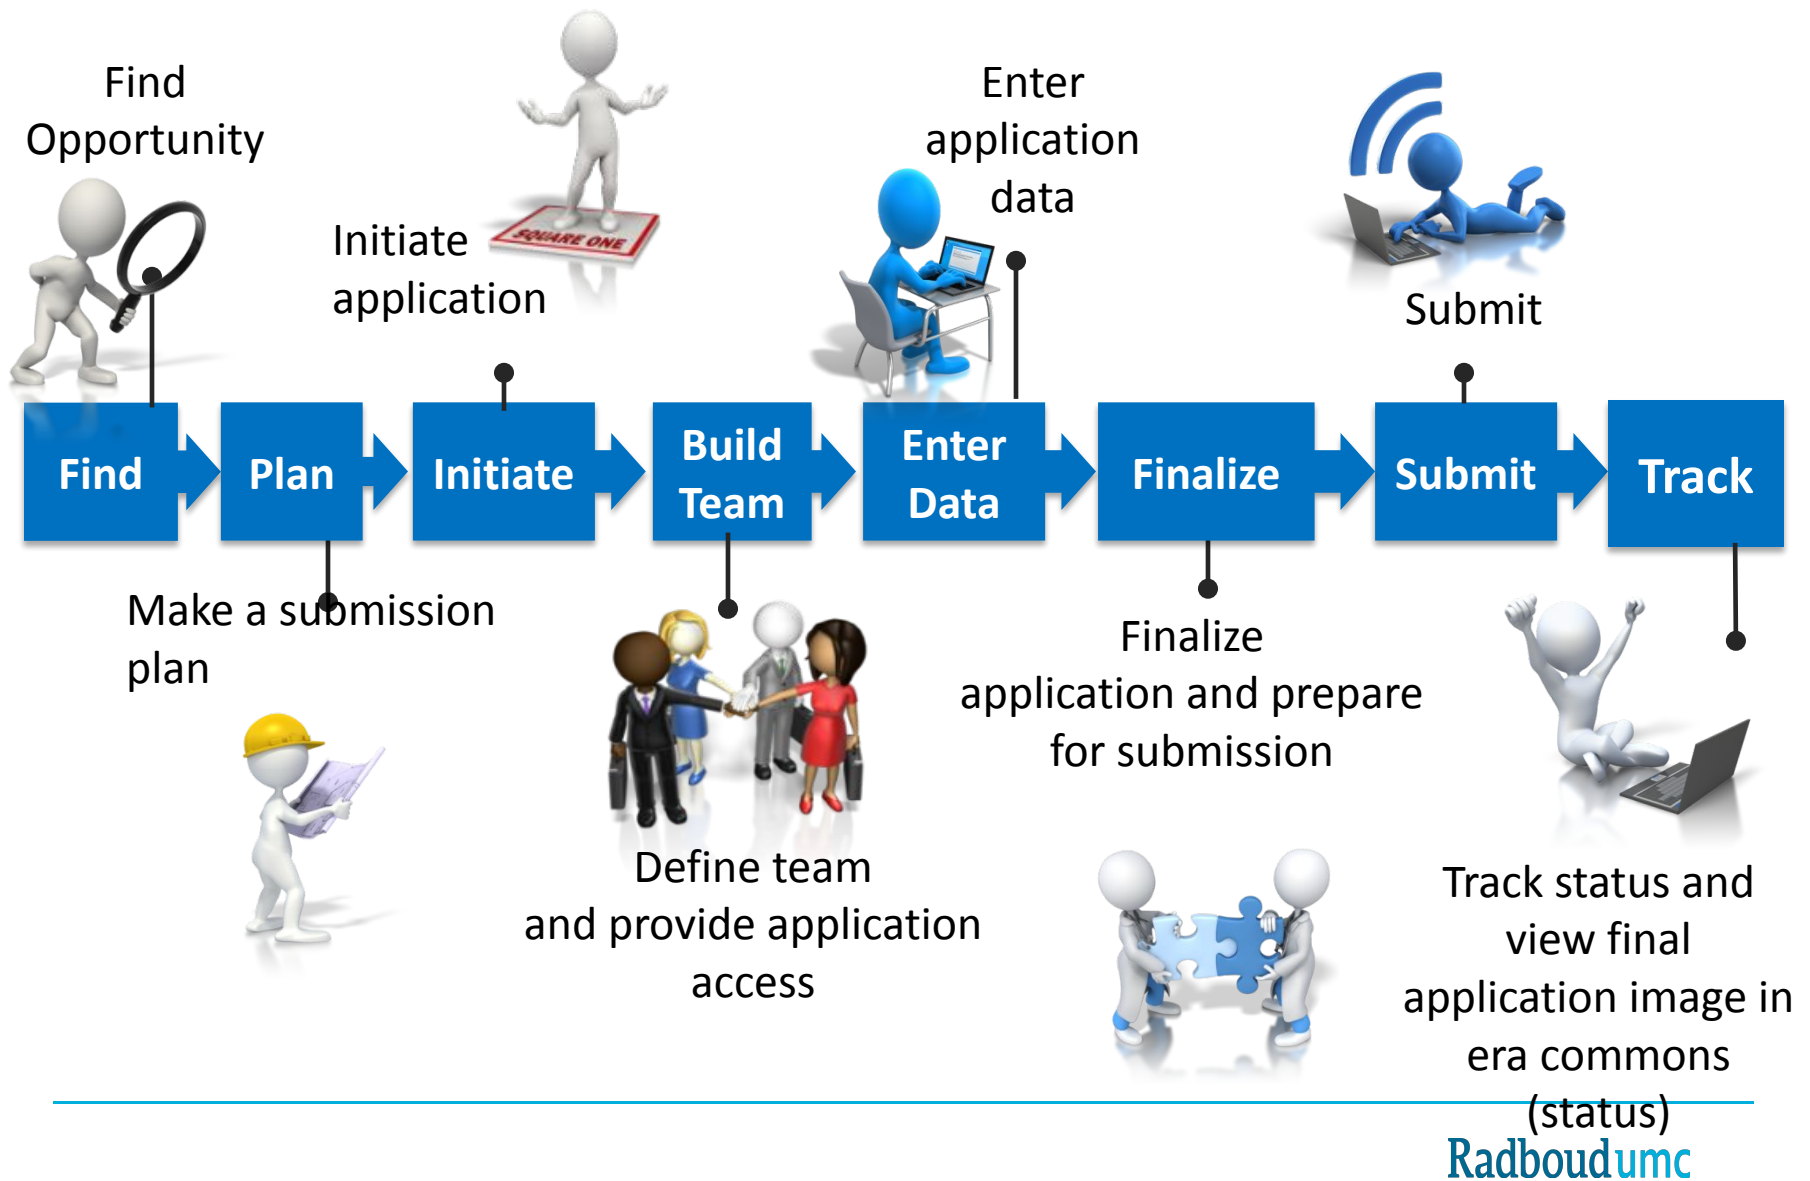 Find
Opportunity
Initiate
application
SQUARE ONE
Enter
application
data
Submit
Find
Plan
Initiate
Build
Team
Enter
Data
Finalize
Submit
Track
Make a submission
plan
Define team
and provide application
access
Finalize
application and prepare
for submission
Track status and
view final
application image in
era commons
(status)
Radboudumc